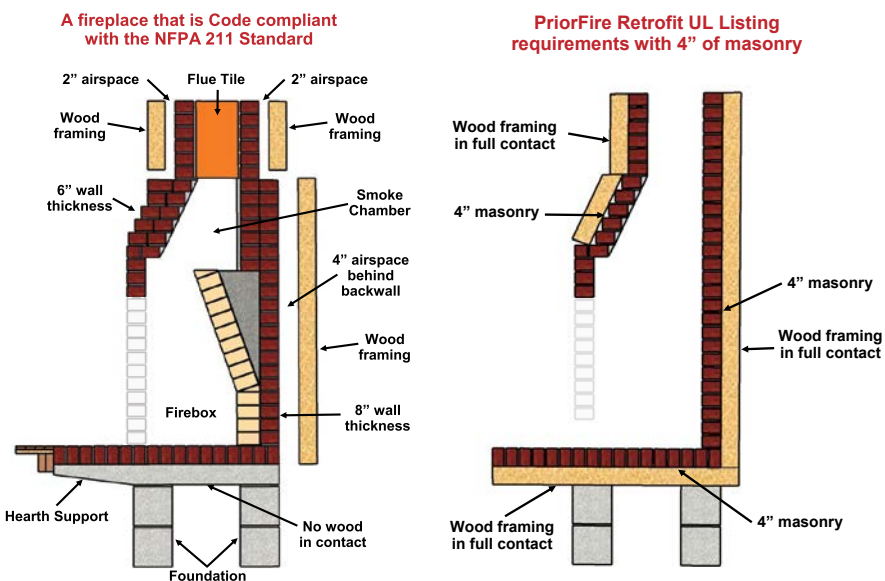 A fireplace that is Code compliant
with the NFPA 211 Standard
2” airspace
Flue Tile
2” airspace
Wood
framing
Wood
framing
6” wall
thickness
Smoke
Chamber
4” airspace
behind
backwall
Wood
framing
Firebox
8” wall
thickness
Hearth Support
No wood
in contact
Foundation
PriorFire Retrofit UL Listing
requirements with 4” of masonry
Wood framing
in full contact
4” masonry
4” masonry
Wood framing
in full contact
Wood framing
in full contact
4” masonry